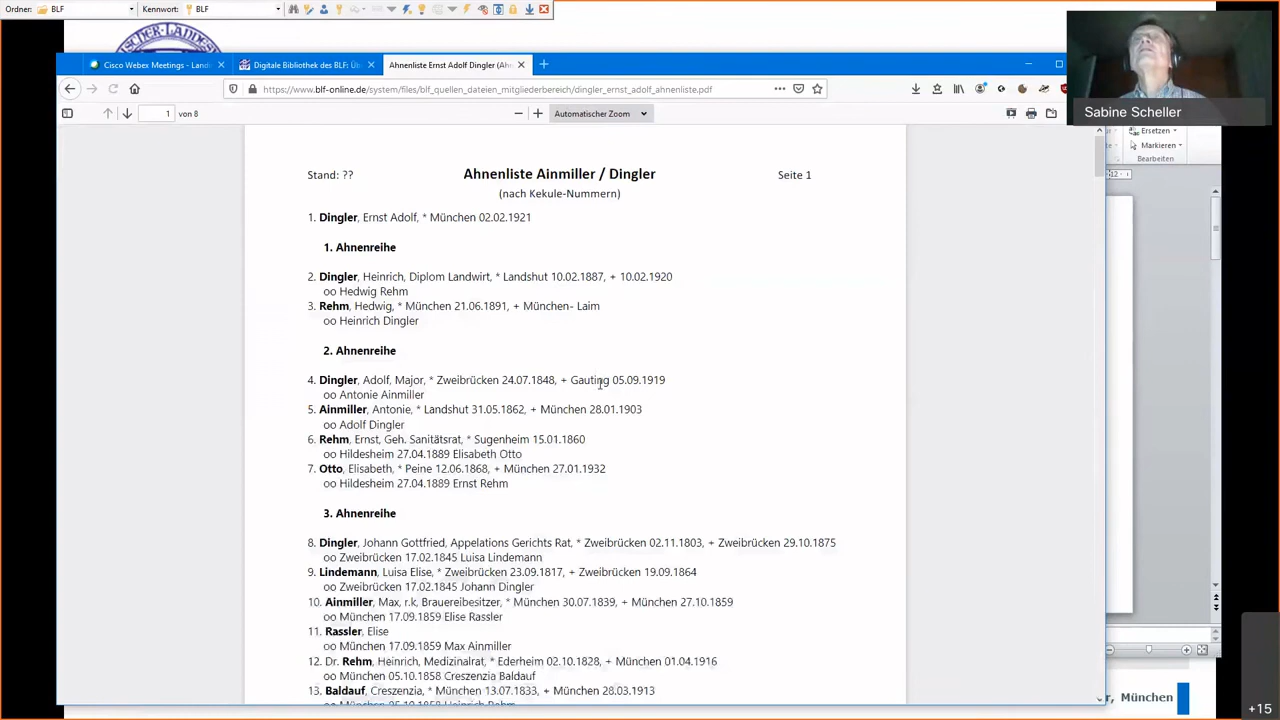 Ordner: BLF Kennwort: BLF
Cisco Webex Meetings - Land
Digitale Bibliothek des BLF: Üb
Ahnenliste Ernst Adolf Dingler (Ahn
https://www.blf-online.de/system/files/blf_quellen_dateien_mitgliederbereich/dingler_ernst_adolf_ahnenliste.pdf
1 von 8
Automatischer Zoom
Sabine Scheller
Ersetzen
Markieren
Bearbeiten
12
Stand: ??
Ahnenliste Ainmiller / Dingler
Seite 1
(nach Kekule-Nummern)
1. Dingler, Ernst Adolf, * München 02.02.1921
1. Ahnenreihe
2. Dingler, Heinrich, Diplom Landwirt, * Landshut 10.02.1887, + 10.02.1920
oo Hedwig Rehm
3. Rehm, Hedwig, * München 21.06.1891, + München- Laim
oo Heinrich Dingler
2. Ahnenreihe
4. Dingler, Adolf, Major, * Zweibrücken 24.07.1848, + Gauting 05.09.1919
oo Antonie Ainmiller
5. Ainmiller, Antonie, * Landshut 31.05.1862, + München 28.01.1903
oo Adolf Dingler
6. Rehm, Ernst, Geh. Sanitätsrat, * Sugenheim 15.01.1860
oo Hildesheim 27.04.1889 Elisabeth Otto
7. Otto, Elisabeth, * Peine 12.06.1868, + München 27.01.1932
oo Hildesheim 27.04.1889 Ernst Rehm
3. Ahnenreihe
8. Dingler, Johann Gottfried, Appelations Gerichts Rat, * Zweibrücken 02.11.1803, + Zweibrücken 29.10.1875
oo Zweibrücken 17.02.1845 Luisa Lindemann
9. Lindemann, Luisa Elise, * Zweibrücken 23.09.1817, + Zweibrücken 19.09.1864
oo Zweibrücken 17.02.1845 Johann Dingler
10. Ainmiller, Max, r.k, Brauereibesitzer, * München 30.07.1839, + München 27.10.1859
oo München 17.09.1859 Elise Rassler
11. Rassler, Elise
oo München 17.09.1859 Max Ainmiller
12. Dr. Rehm, Heinrich, Medizinalrat, * Ederheim 02.10.1828, + München 01.04.1916
oo München 05.10.1858 Creszenzia Baldauf
13. Baldauf, Creszenzia, * München 13.07.1833, + München 28.03.1913
oo München 05.10.1858 Heinrich Rehm
r, München
+15